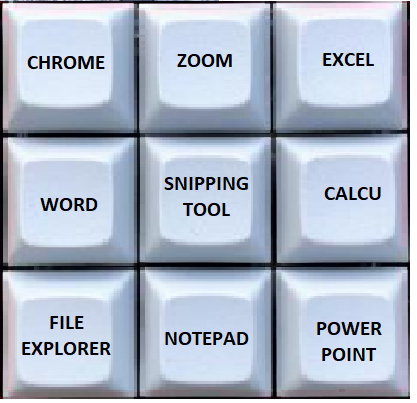 CHROME
ZOOM
EXCEL
WORD
SNIPPING
TOOL
CALCU
FILE
EXPLORER
NOTEPAD
POWER
POINT